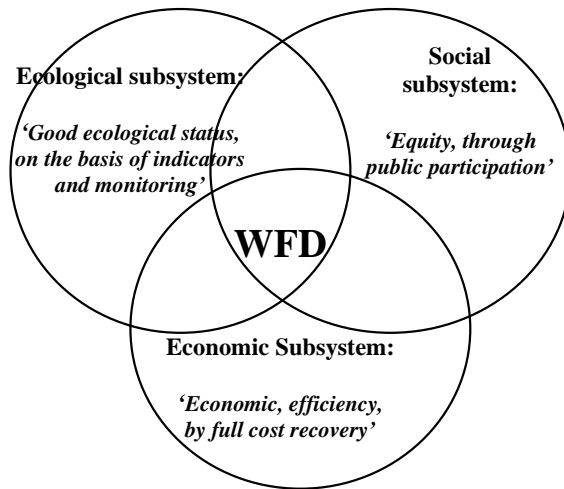 Ecological subsystem:
‘Good ecological status,
on the basis of indicators
and monitoring’
Social
subsystem:
‘Equity, through
public participation’
WFD
Economic Subsystem:
‘Economic, efficiency,
by full cost recovery’